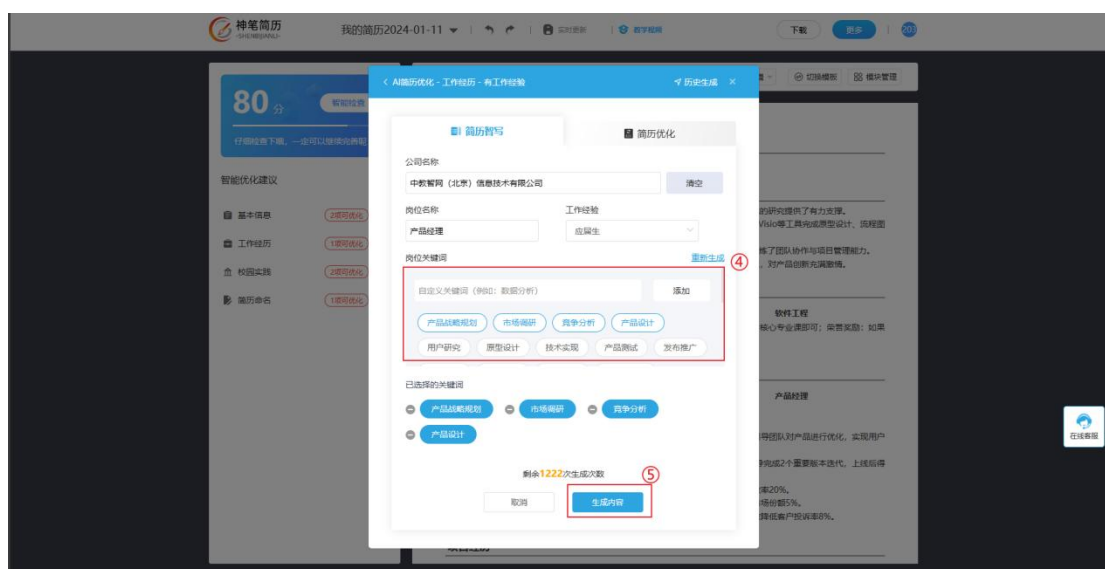 神笔简历
-SHENBIJIANLI-
我的简历2024-01-11
实时更新
教学视频
下载
更多
203
80分
智能检查
仔细检查下哦，一定可以继续完善呢
智能优化建议
基本信息 2项可优化
工作经历 1项可优化
校园实践 2项可优化
简历命名 1项可优化
AI简历优化 - 工作经历 - 有工作经验
历史生成
切换模板
模块管理
简历智写
简历优化
公司名称
中教智网（北京）信息技术有限公司
清空
岗位名称
工作经验
产品经理
应届生
岗位关键词
重新生成
④
自定义关键词（例如：数据分析）
添加
产品战略规划 市场调研 竞争分析 产品设计
用户研究 原型设计 技术实现 产品测试 发布推广
已选择的关键词
产品战略规划 市场调研 竞争分析
产品设计
剩余1222次生成次数
⑤
取消
生成内容
的研究提供了有力支撑。
Visio等工具完成原型设计、流程图
练了团队协作与项目管理能力。
，对产品创新充满激情。
软件工程
核心专业课即可；荣誉奖励：如果
产品经理
导团队对产品进行优化，实现用户
完成2个重要版本迭代，上线后得
率20%。
市场份额5%。
降低客户投诉率8%。
在线客服